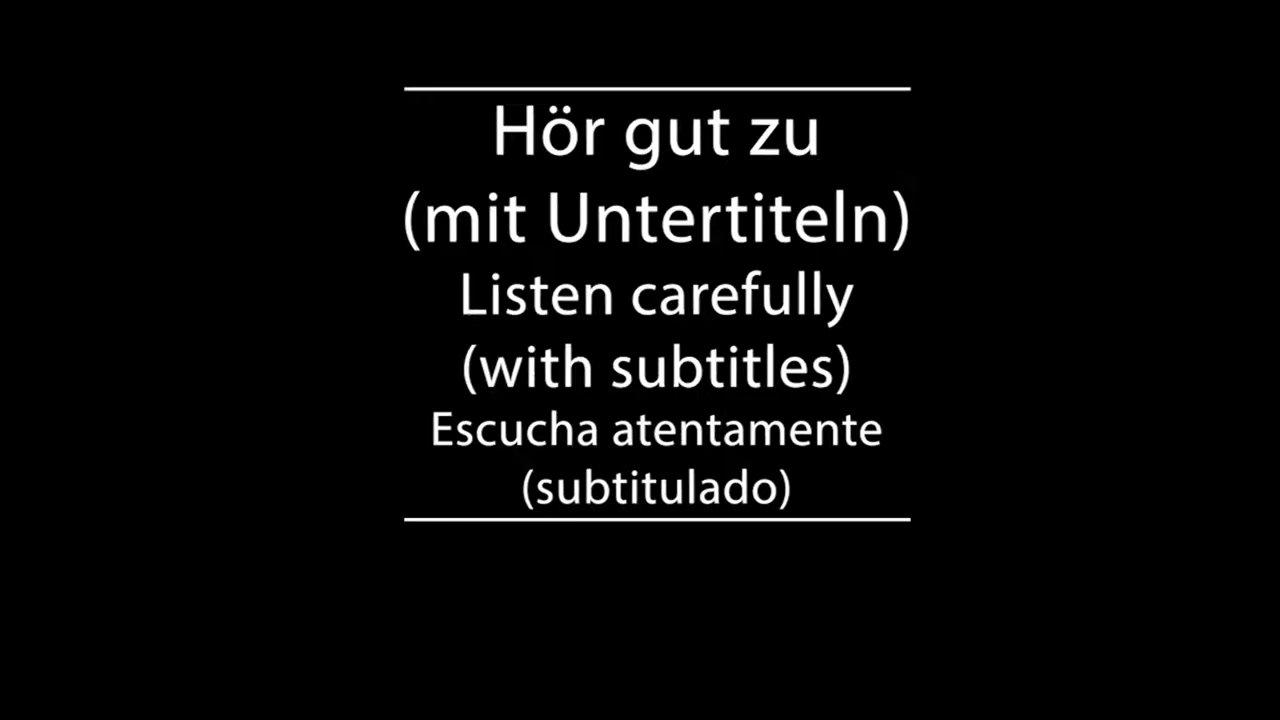 Hör gut zu
(mit Untertiteln)
Listen carefully
(with subtitles)
Escucha atentamente
(subtitulado)